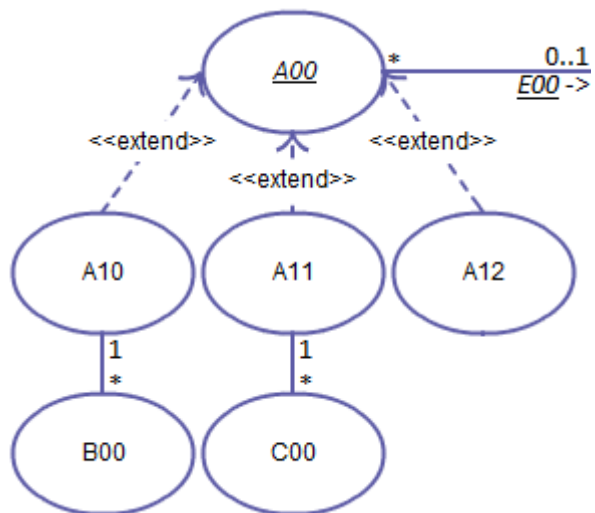 A00
*
0..1
E00 ->
<<extend>>
<<extend>>
<<extend>>
A10
A11
A12
1
1
*
*
B00
C00